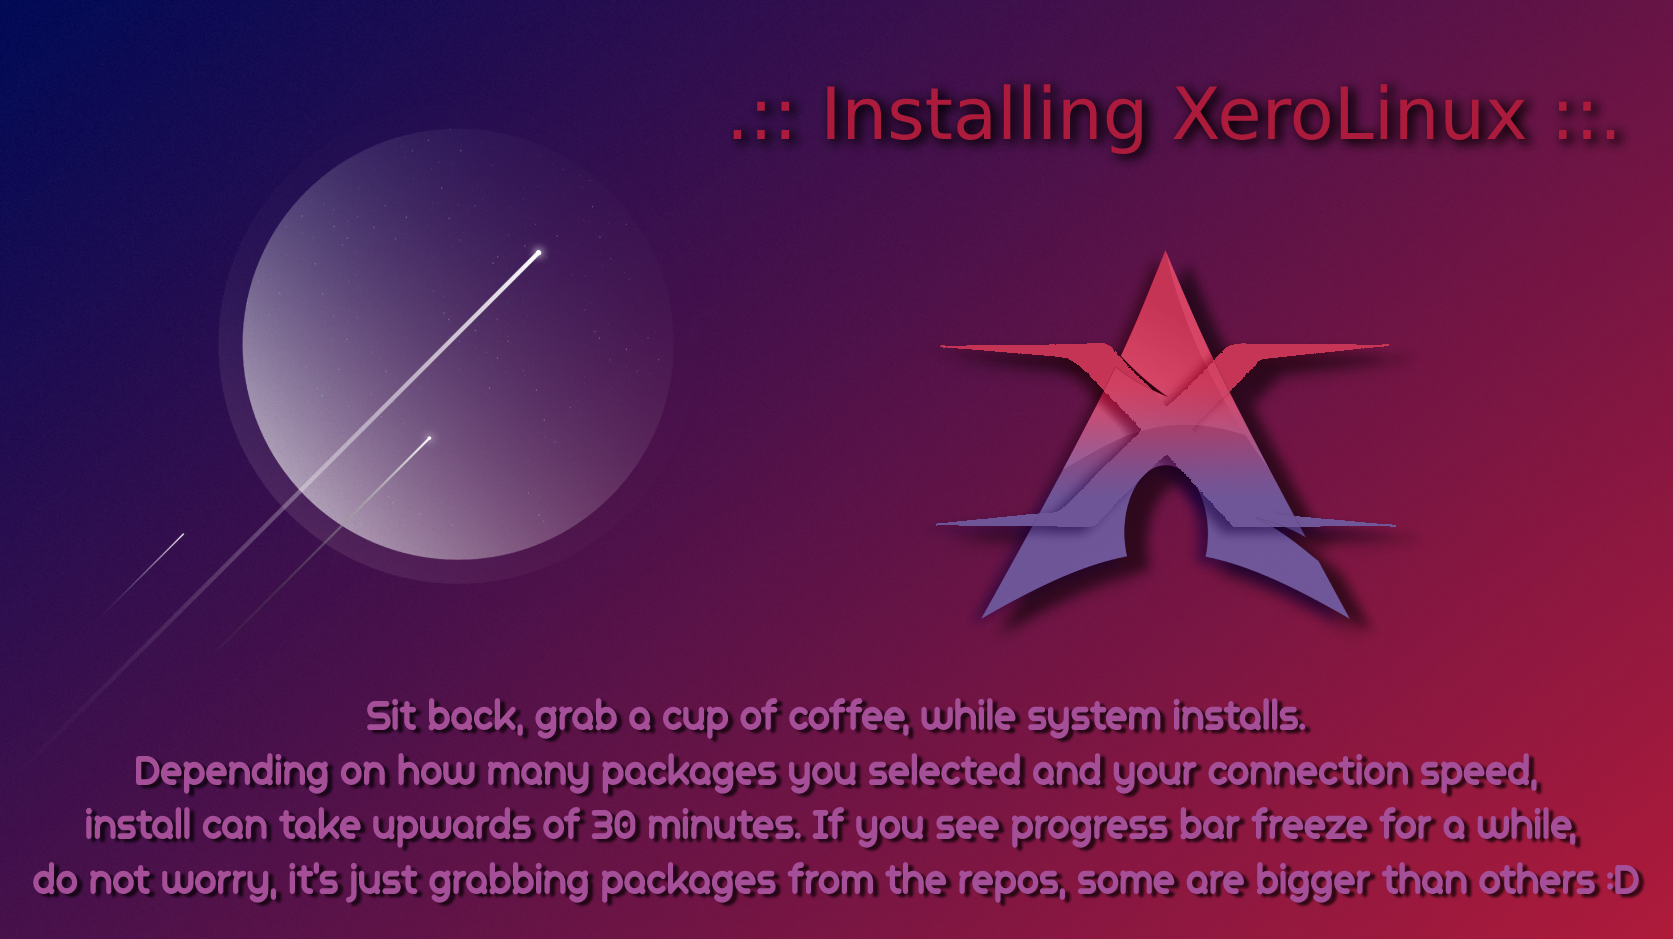 .:: Installing XeroLinux ::.
Sit back, grab a cup of coffee, while system installs.
Depending on how many packages you selected and your connection speed,
install can take upwards of 30 minutes. If you see progress bar freeze for a while,
do not worry, it's just grabbing packages from the repos, some are bigger than others :D